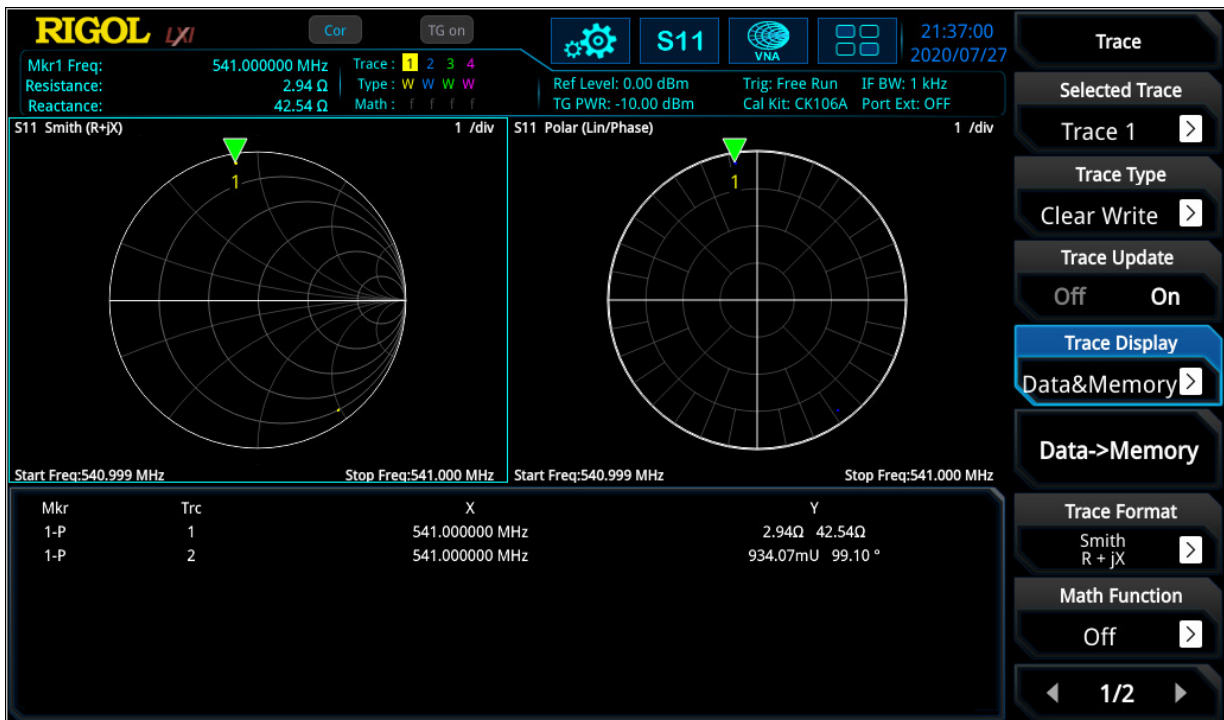 RIGOL LXI Cor TG on S11 VNA 21:37:00
2020/07/27
Mkr1 Freq: 541.000000 MHz Trace : 1 2 3 4
Resistance: 2.94 Ω Type : W W W W
Reactance: 42.54 Ω Math : f f f f
Ref Level: 0.00 dBm Trig: Free Run IF BW: 1 kHz
TG PWR: -10.00 dBm Cal Kit: CK106A Port Ext: OFF
S11 Smith (R+jX) 1 /div
1
Start Freq:540.999 MHz Stop Freq:541.000 MHz
S11 Polar (Lin/Phase) 1 /div
1
Start Freq:540.999 MHz Stop Freq:541.000 MHz
Mkr Trc X Y
1-P 1 541.000000 MHz 2.94Ω 42.54Ω
1-P 2 541.000000 MHz 934.07mU 99.10 °
Trace
Selected Trace
Trace 1 >
Trace Type
Clear Write >
Trace Update
Off On
Trace Display
Data&Memory >
Data->Memory
Trace Format
Smith
R + jX >
Math Function
Off >
1/2